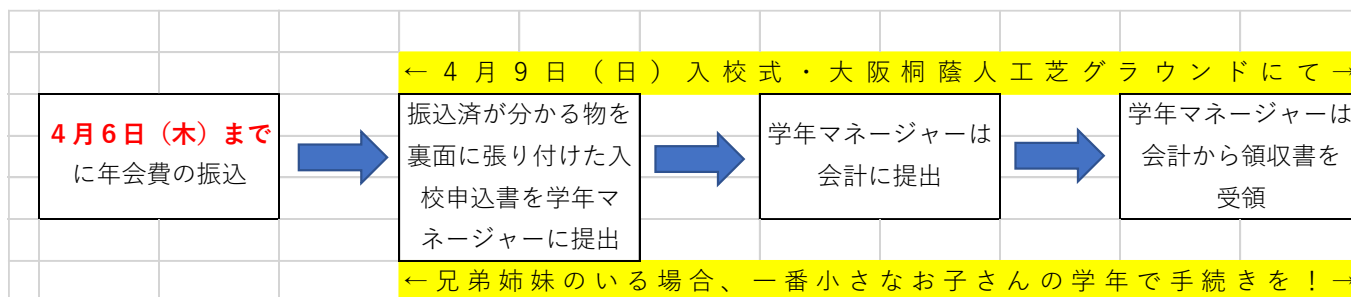 ←4月9日（日）入校式・大阪桐蔭人工芝グラウンドにて→
4月6日（木）まで
に年会費の振込
振込済が分かる物を
裏面に張り付けた入
校申込書を学年マ
ネージャーに提出
学年マネージャーは
会計に提出
学年マネージャーは
会計から領収書を
受領
←兄弟姉妹のいる場合、一番小さなお子さんの学年で手続きを！→